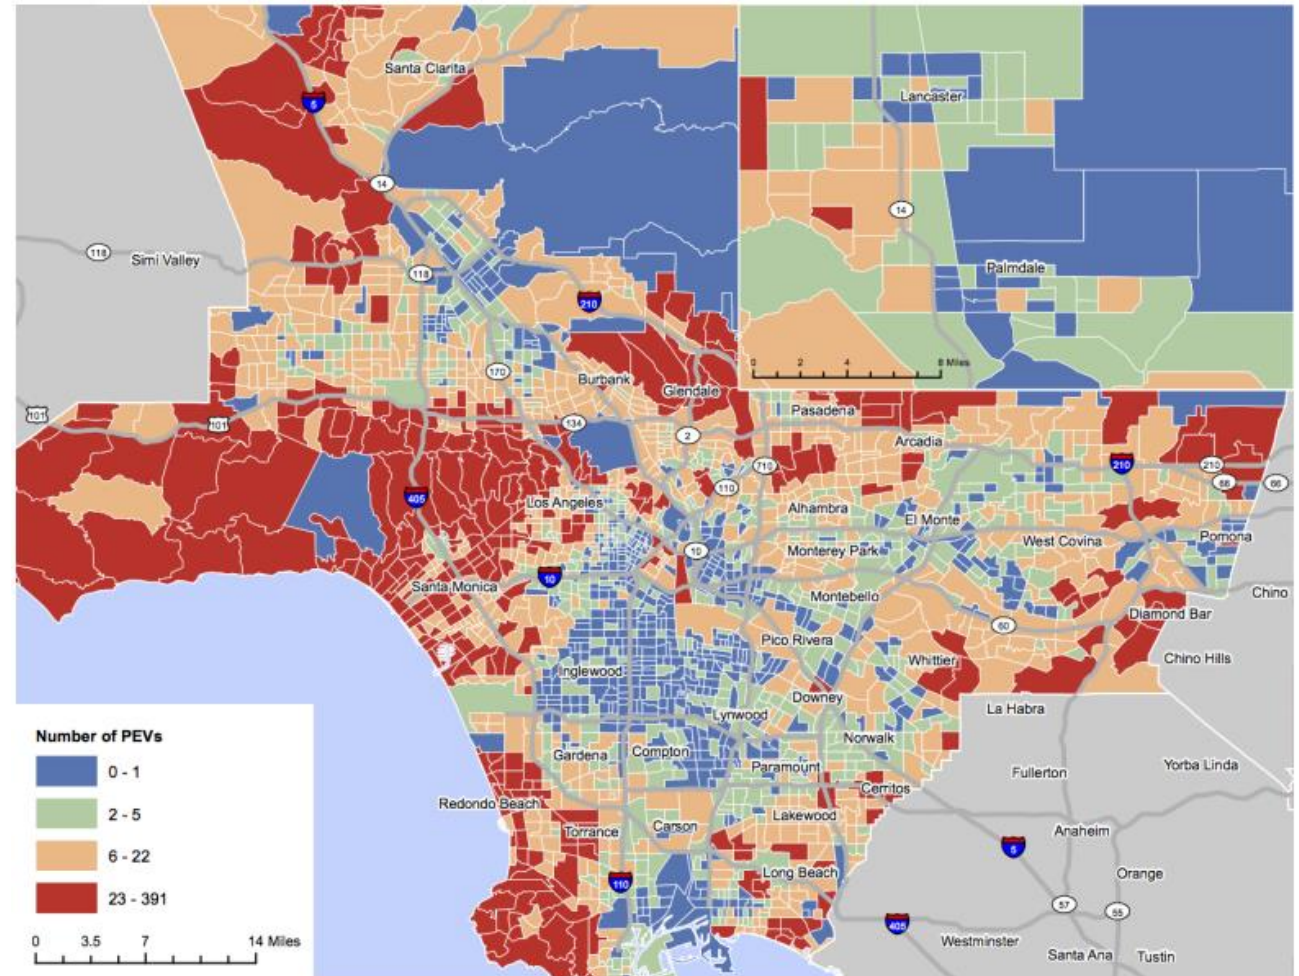 Santa Clarita
5
14
118
Simi Valley
118
210
170
Burbank
Glendale
101
101
134
2
Pasadena
Arcadia
710
210
210
66
66
405
Los Angeles
110
Alhambra
El Monte
10
Monterey Park
West Covina
Pomona
Santa Monica
10
Montebello
Chino
Diamond Bar
60
Pico Rivera
Whittier
Chino Hills
Inglewood
Downey
La Habra
Lynwood
Gardena
Compton
Norwalk
Paramount
Fullerton
Yorba Linda
Cerritos
Redondo Beach
Torrance
Carson
Lakewood
Anaheim
5
Long Beach
Orange
110
57
55
405
Westminster
Santa Ana
Tustin
Lancaster
14
Palmdale
0 2 4 8 Miles
Number of PEVs
0 - 1
2 - 5
6 - 22
23 - 391
0 3.5 7 14 Miles